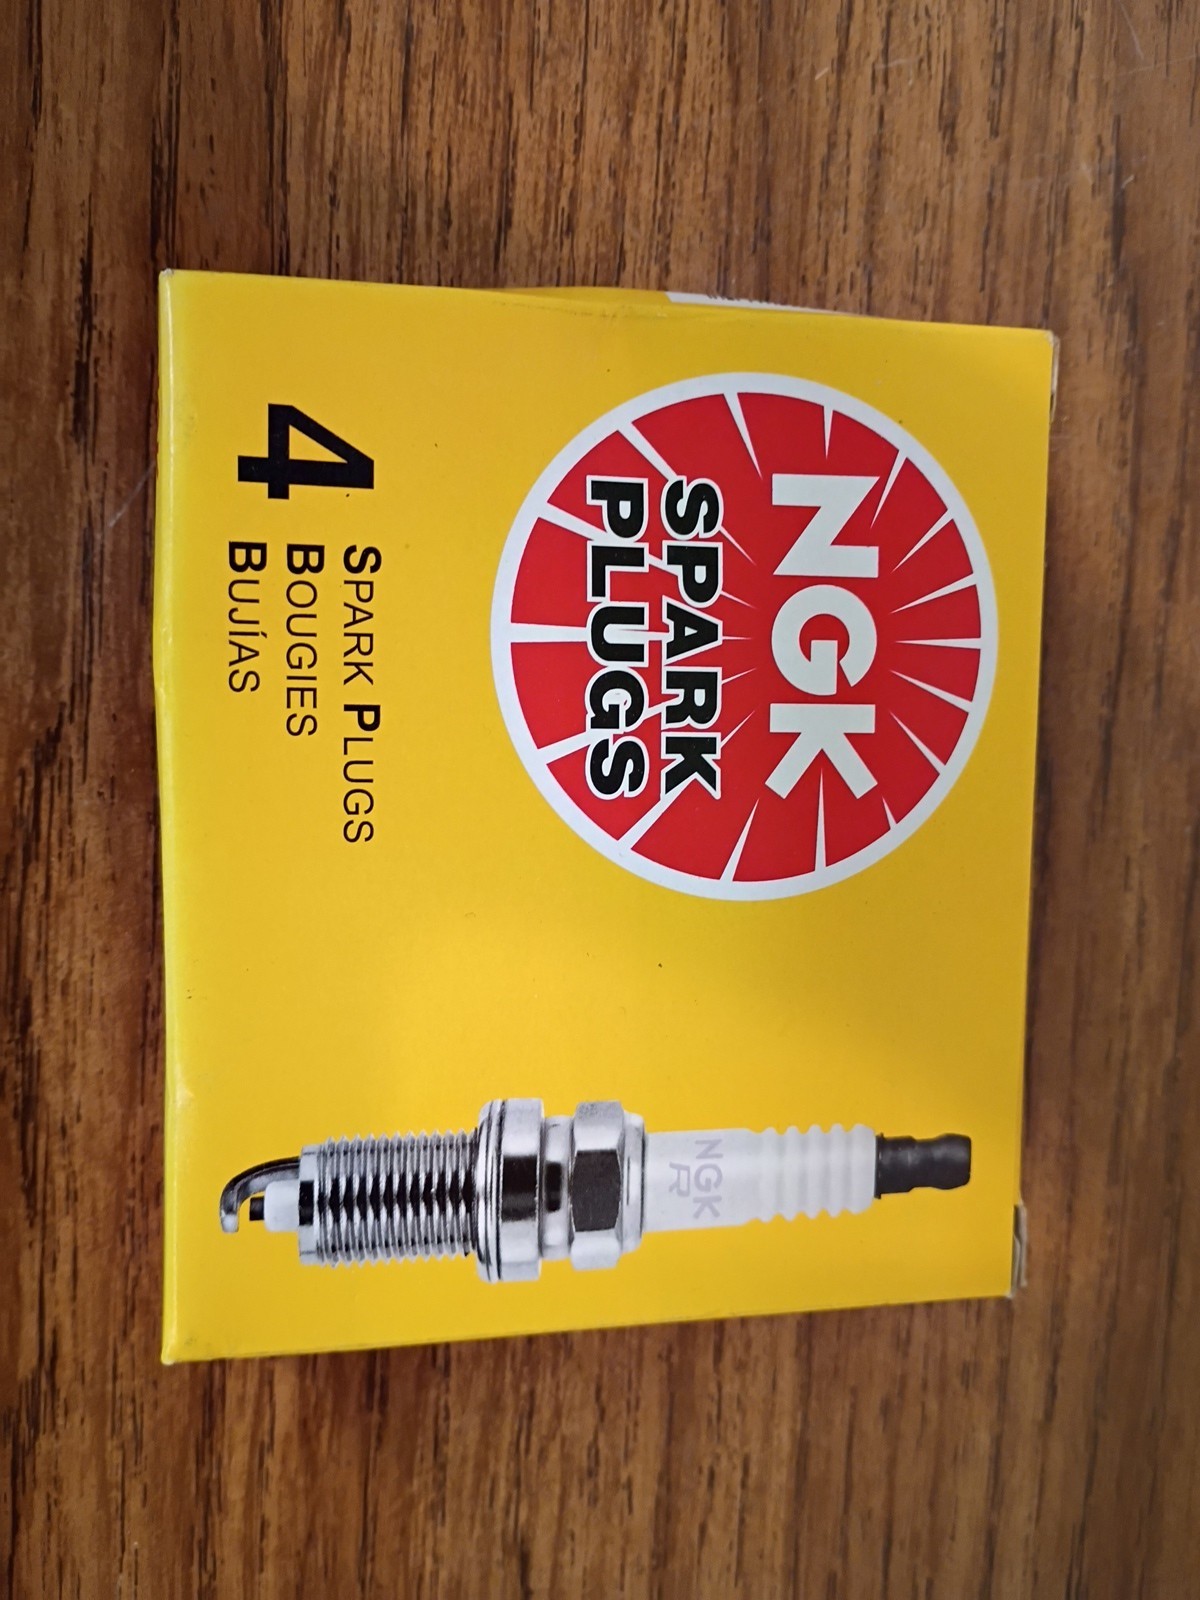 NGK
SPARK
PLUGS
4
SPARK PLUGS
BOUGIES
BUJÍAS
NGK
R